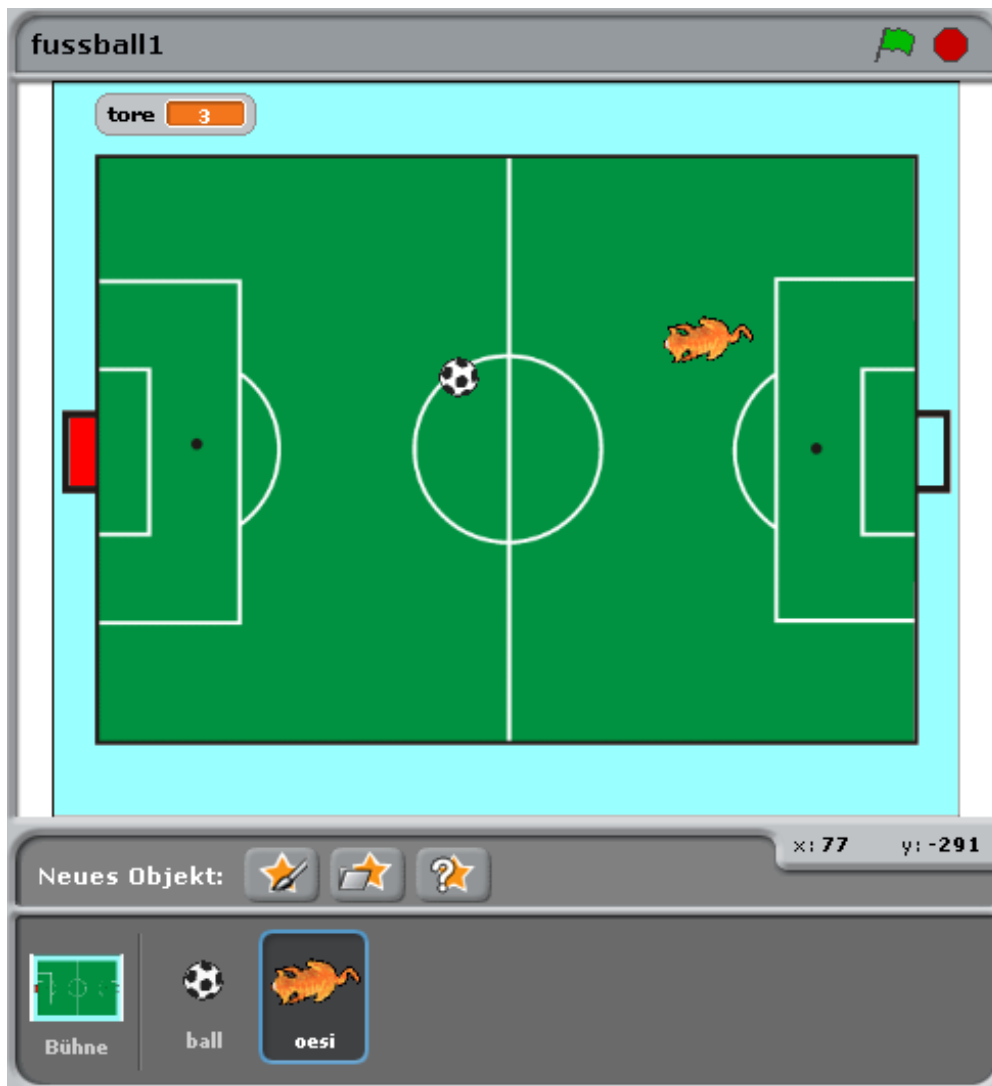 fussball1
tore 3
x: 77 y: -291
Neues Objekt:
Bühne ball oesi